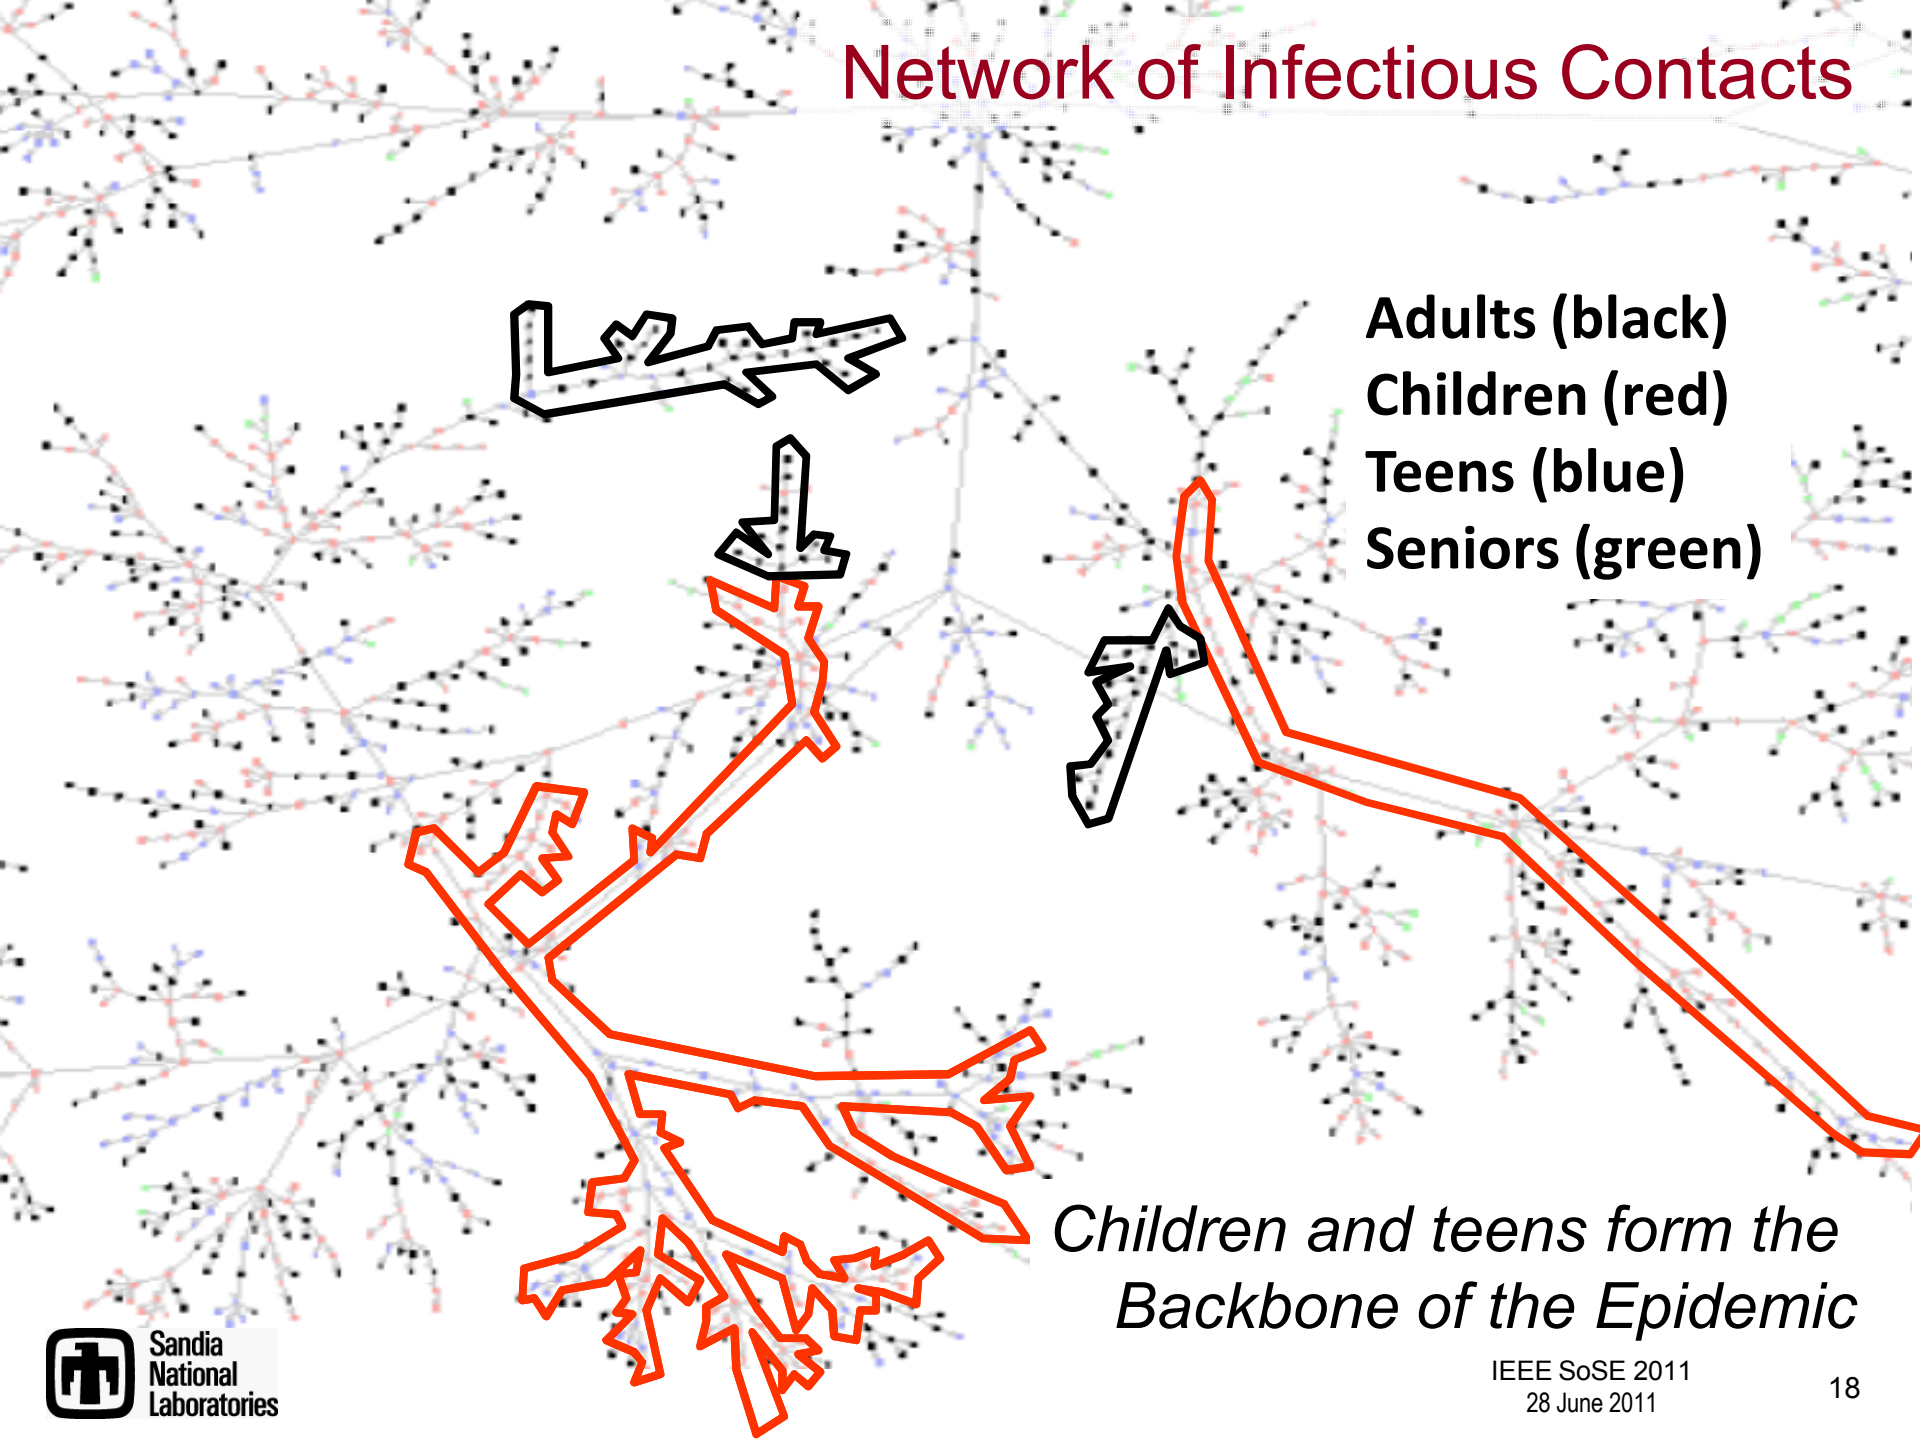 Network of Infectious Contacts
Adults (black)
Children (red)
Teens (blue)
Seniors (green)
Children and teens form the
Backbone of the Epidemic
Sandia
National
Laboratories
IEEE SoSE 2011
28 June 2011
18